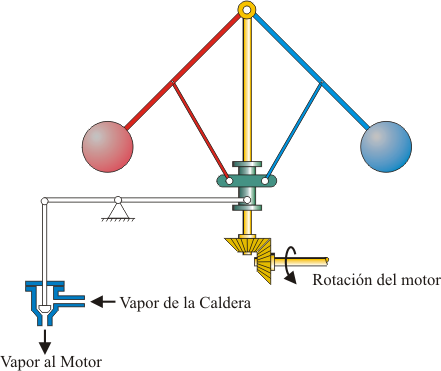 Rotación del motor
Vapor de la Caldera
Vapor al Motor